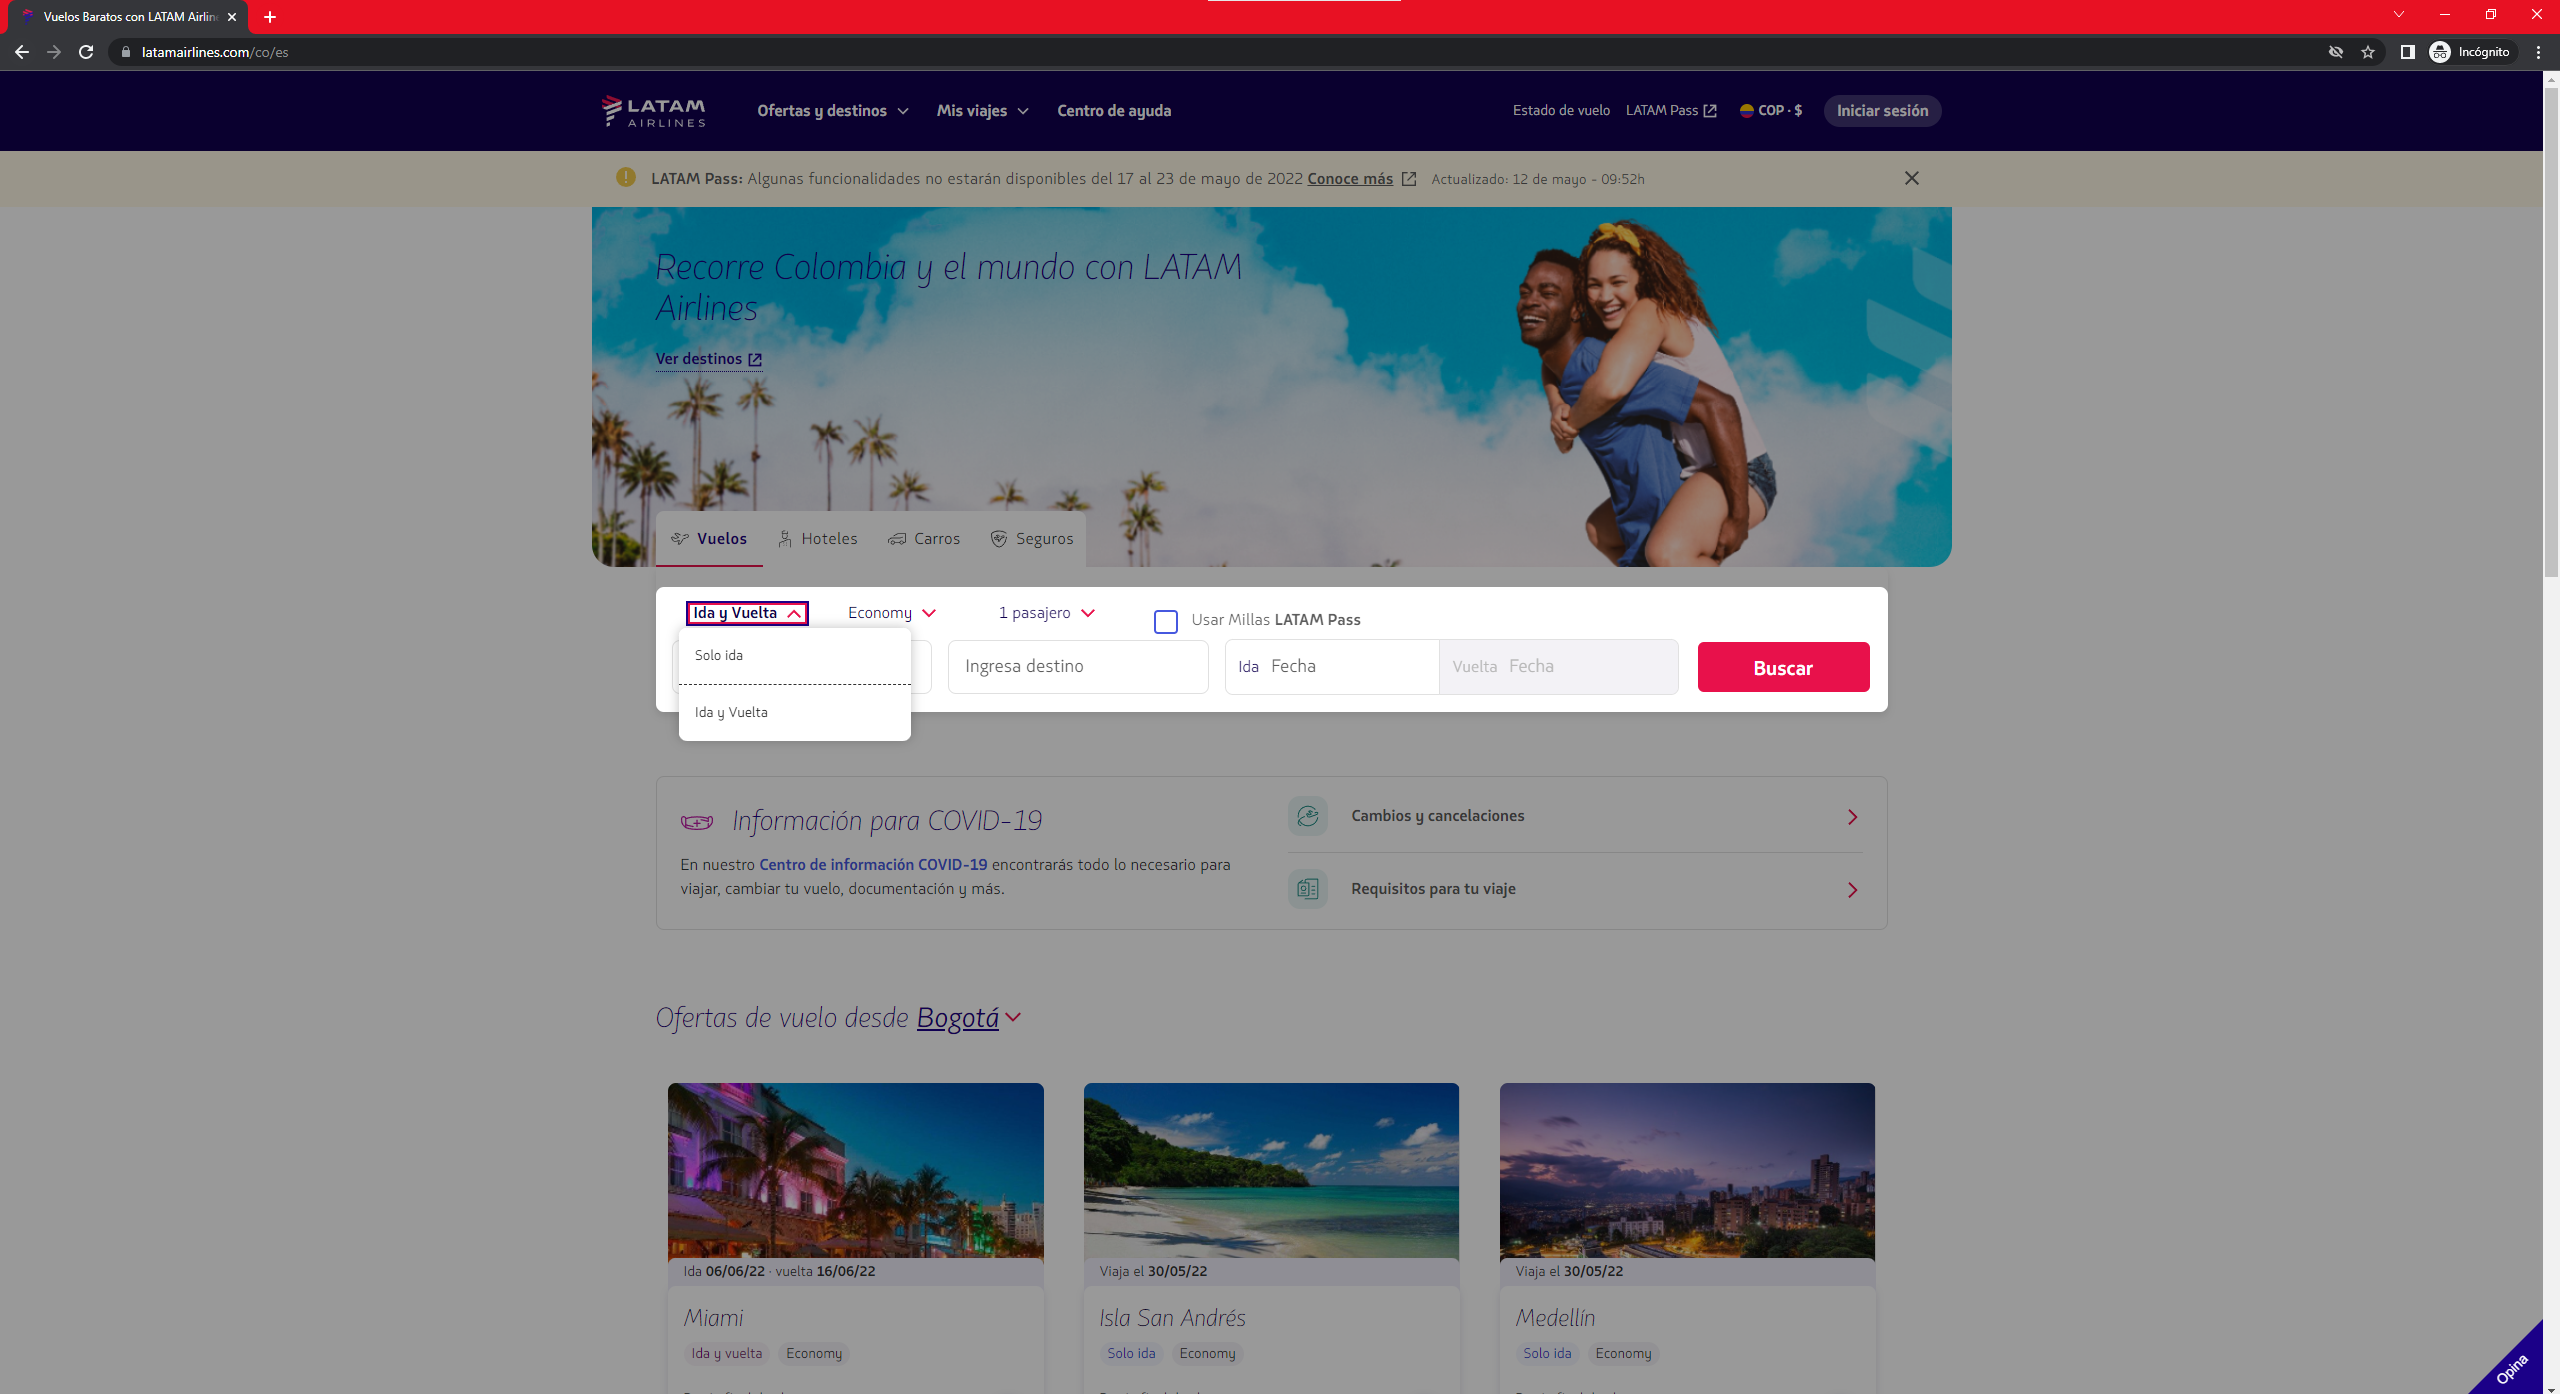 Vuelos Baratos con LATAM Airlin
latamairlines.com/co/es
Incógnito
LATAM AIRLINES
Ofertas y destinos
Mis viajes
Centro de ayuda
Estado de vuelo
LATAM Pass
COP · $
Iniciar sesión
LATAM Pass: Algunas funcionalidades no estarán disponibles del 17 al 23 de mayo de 2022 Conoce más
Actualizado: 12 de mayo - 09:52h
Recorre Colombia y el mundo con LATAM
Airlines
Ver destinos
Vuelos
Hoteles
Carros
Seguros
Ida y Vuelta
Economy
1 pasajero
Usar Millas LATAM Pass
Solo ida
Ida y Vuelta
Ingresa destino
Ida Fecha
Vuelta Fecha
Buscar
Información para COVID-19
En nuestro Centro de información COVID-19 encontrarás todo lo necesario para
viajar, cambiar tu vuelo, documentación y más.
Cambios y cancelaciones
Requisitos para tu viaje
Ofertas de vuelo desde Bogotá
Ida 06/06/22 · vuelta 16/06/22
Miami
Ida y vuelta
Economy
Viaja el 30/05/22
Isla San Andrés
Solo ida
Economy
Viaja el 30/05/22
Medellín
Solo ida
Economy
Opina